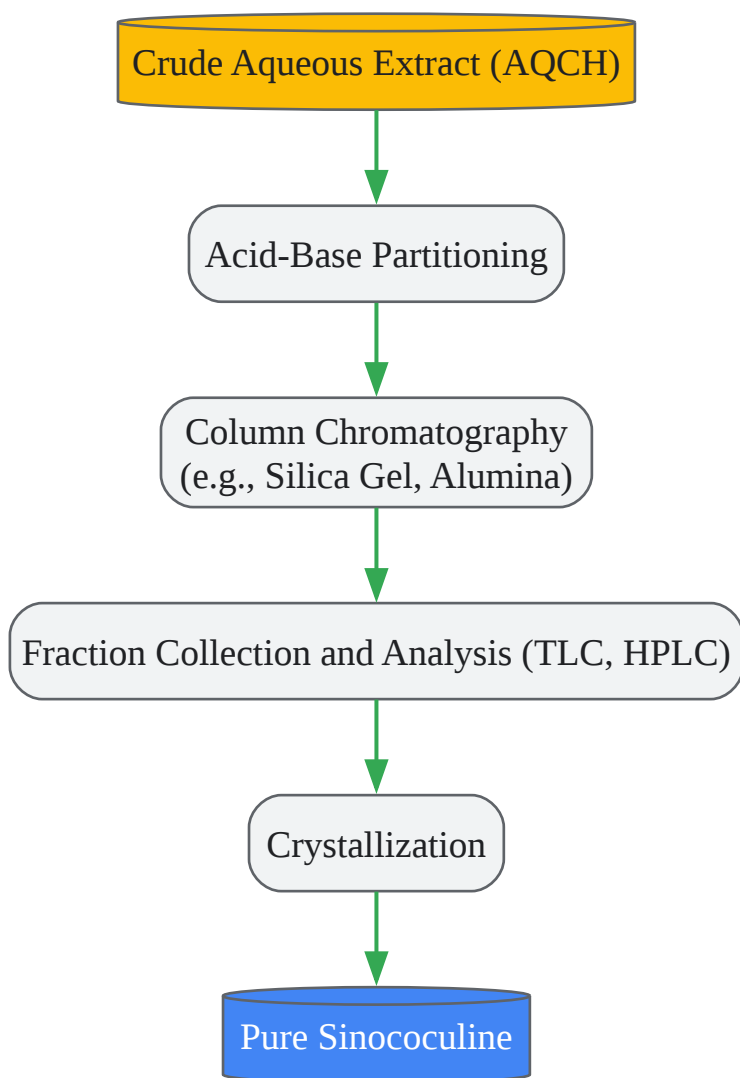 Crude Aqueous Extract (AQCH)
Acid-Base Partitioning
Column Chromatography
(e.g., Silica Gel, Alumina)
Fraction Collection and Analysis (TLC, HPLC)
Crystallization
Pure Sinococuline